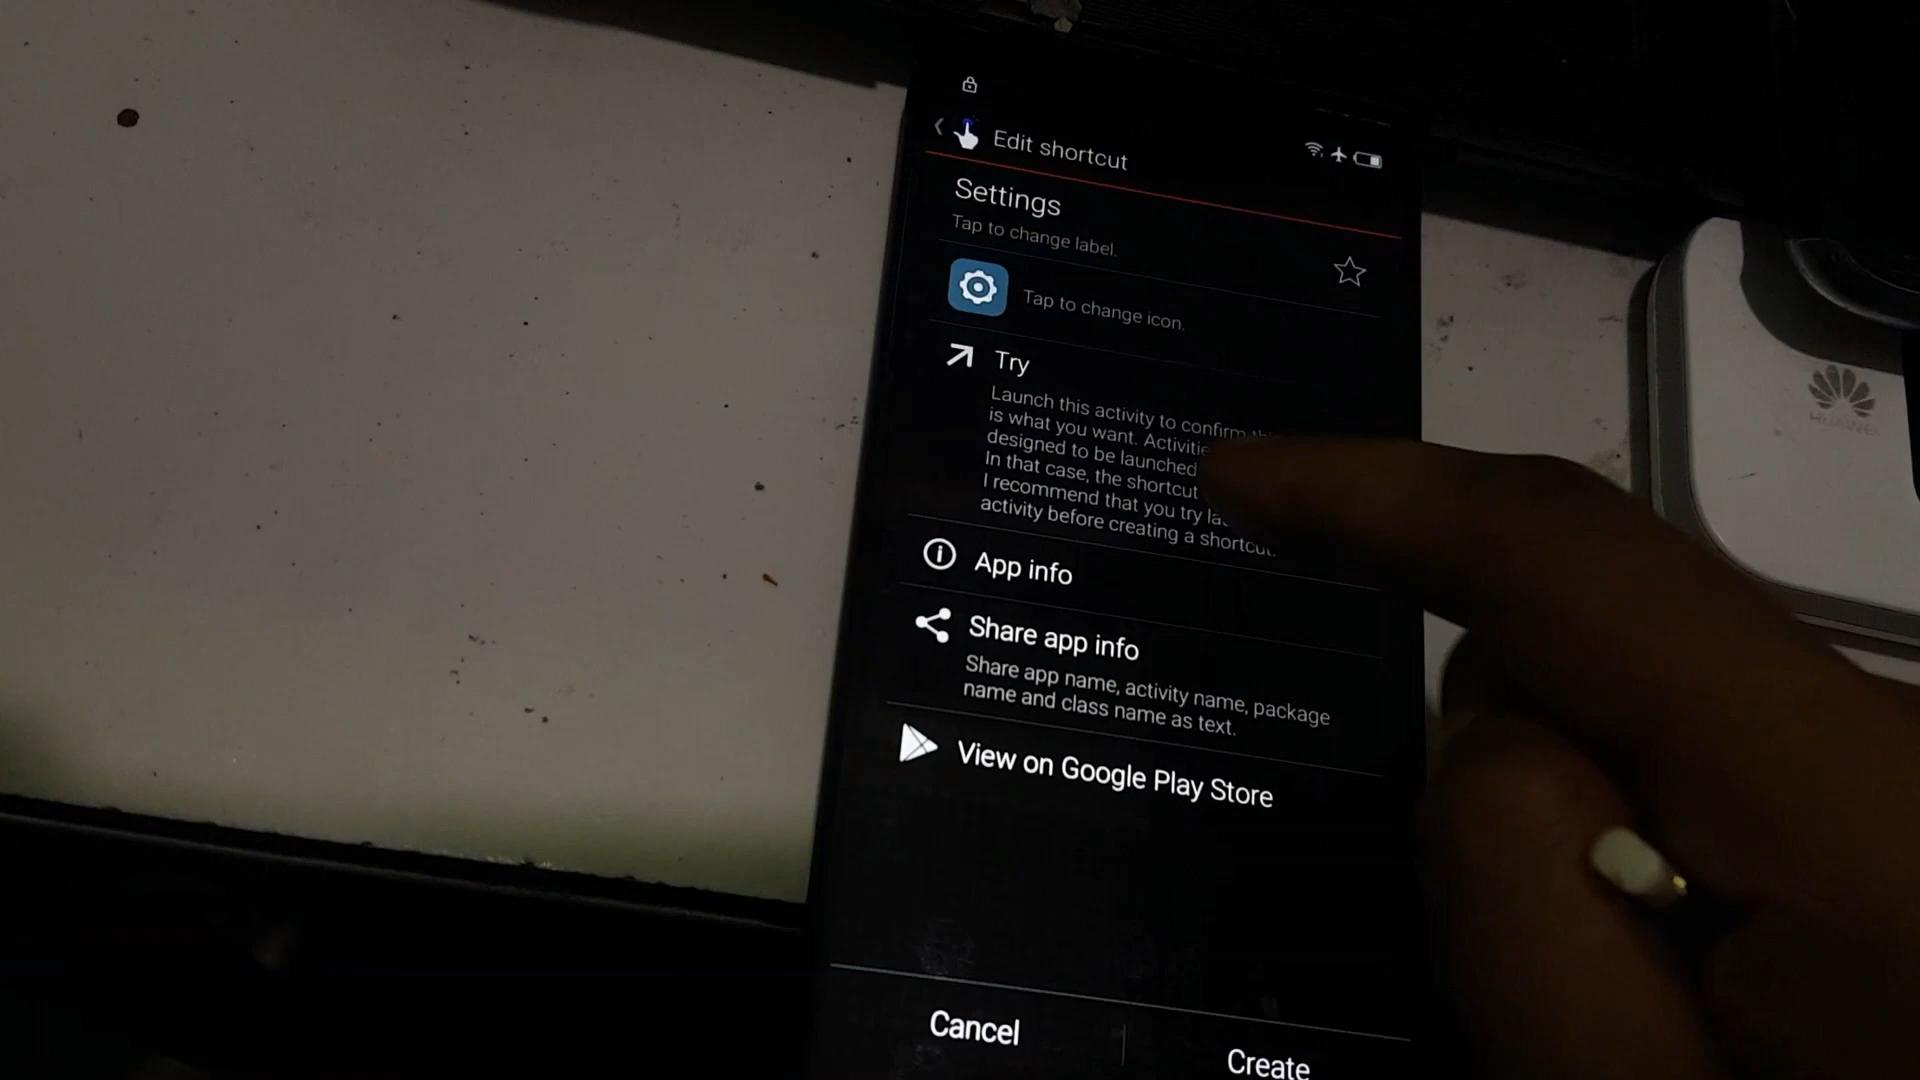 Edit shortcut
Settings
Tap to change label.
Tap to change icon.
Try
Launch this activity to confirm
is what you want.
designed to be launched
In that case, the shortcut
I recommend that you try
activity before creating a shortcut.
App info
Share app info
Share app name, activity name, package
name and class name as text.
View on Google Play Store
Cancel
Create
HUAWEI